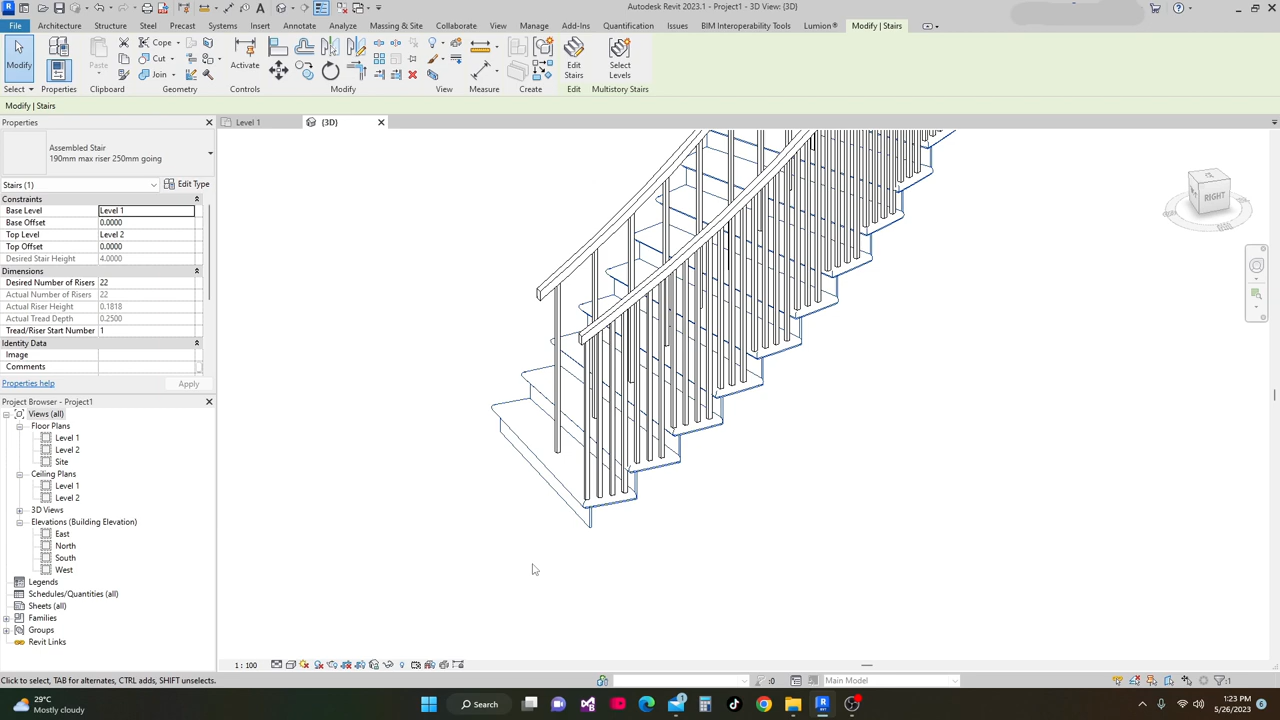 Autodesk Revit 2023.1 - Project1 - 3D View: {3D}
File Architecture Structure Steel Precast Systems Insert Annotate Analyze Massing & Site Collaborate View Manage Add-Ins Quantification Issues BIM Interoperability Tools Lumion® Modify | Stairs
Modify Paste Cope Cut Join Activate Edit Stairs Select Levels
Select Properties Clipboard Geometry Controls Modify View Measure Create Edit Multistory Stairs
Modify | Stairs
Properties
Level 1 {3D}
Assembled Stair
190mm max riser 250mm going
Stairs (1) Edit Type
Constraints
Base Level Level 1
Base Offset 0.0000
Top Level Level 2
Top Offset 0.0000
Desired Stair Height 4.0000
Dimensions
Desired Number of Risers 22
Actual Number of Risers 22
Actual Riser Height 0.1818
Actual Tread Depth 0.2500
Tread/Riser Start Number 1
Identity Data
Image
Comments
Properties help Apply
Project Browser - Project1
Views (all)
Floor Plans
Level 1
Level 2
Site
Ceiling Plans
Level 1
Level 2
3D Views
Elevations (Building Elevation)
East
North
South
West
Legends
Schedules/Quantities (all)
Sheets (all)
Families
Groups
Revit Links
RIGHT
1 : 100
Click to select, TAB for alternates, CTRL adds, SHIFT unselects. :0 Main Model :1
29°C
Mostly cloudy
Search
1:23 PM
5/26/2023